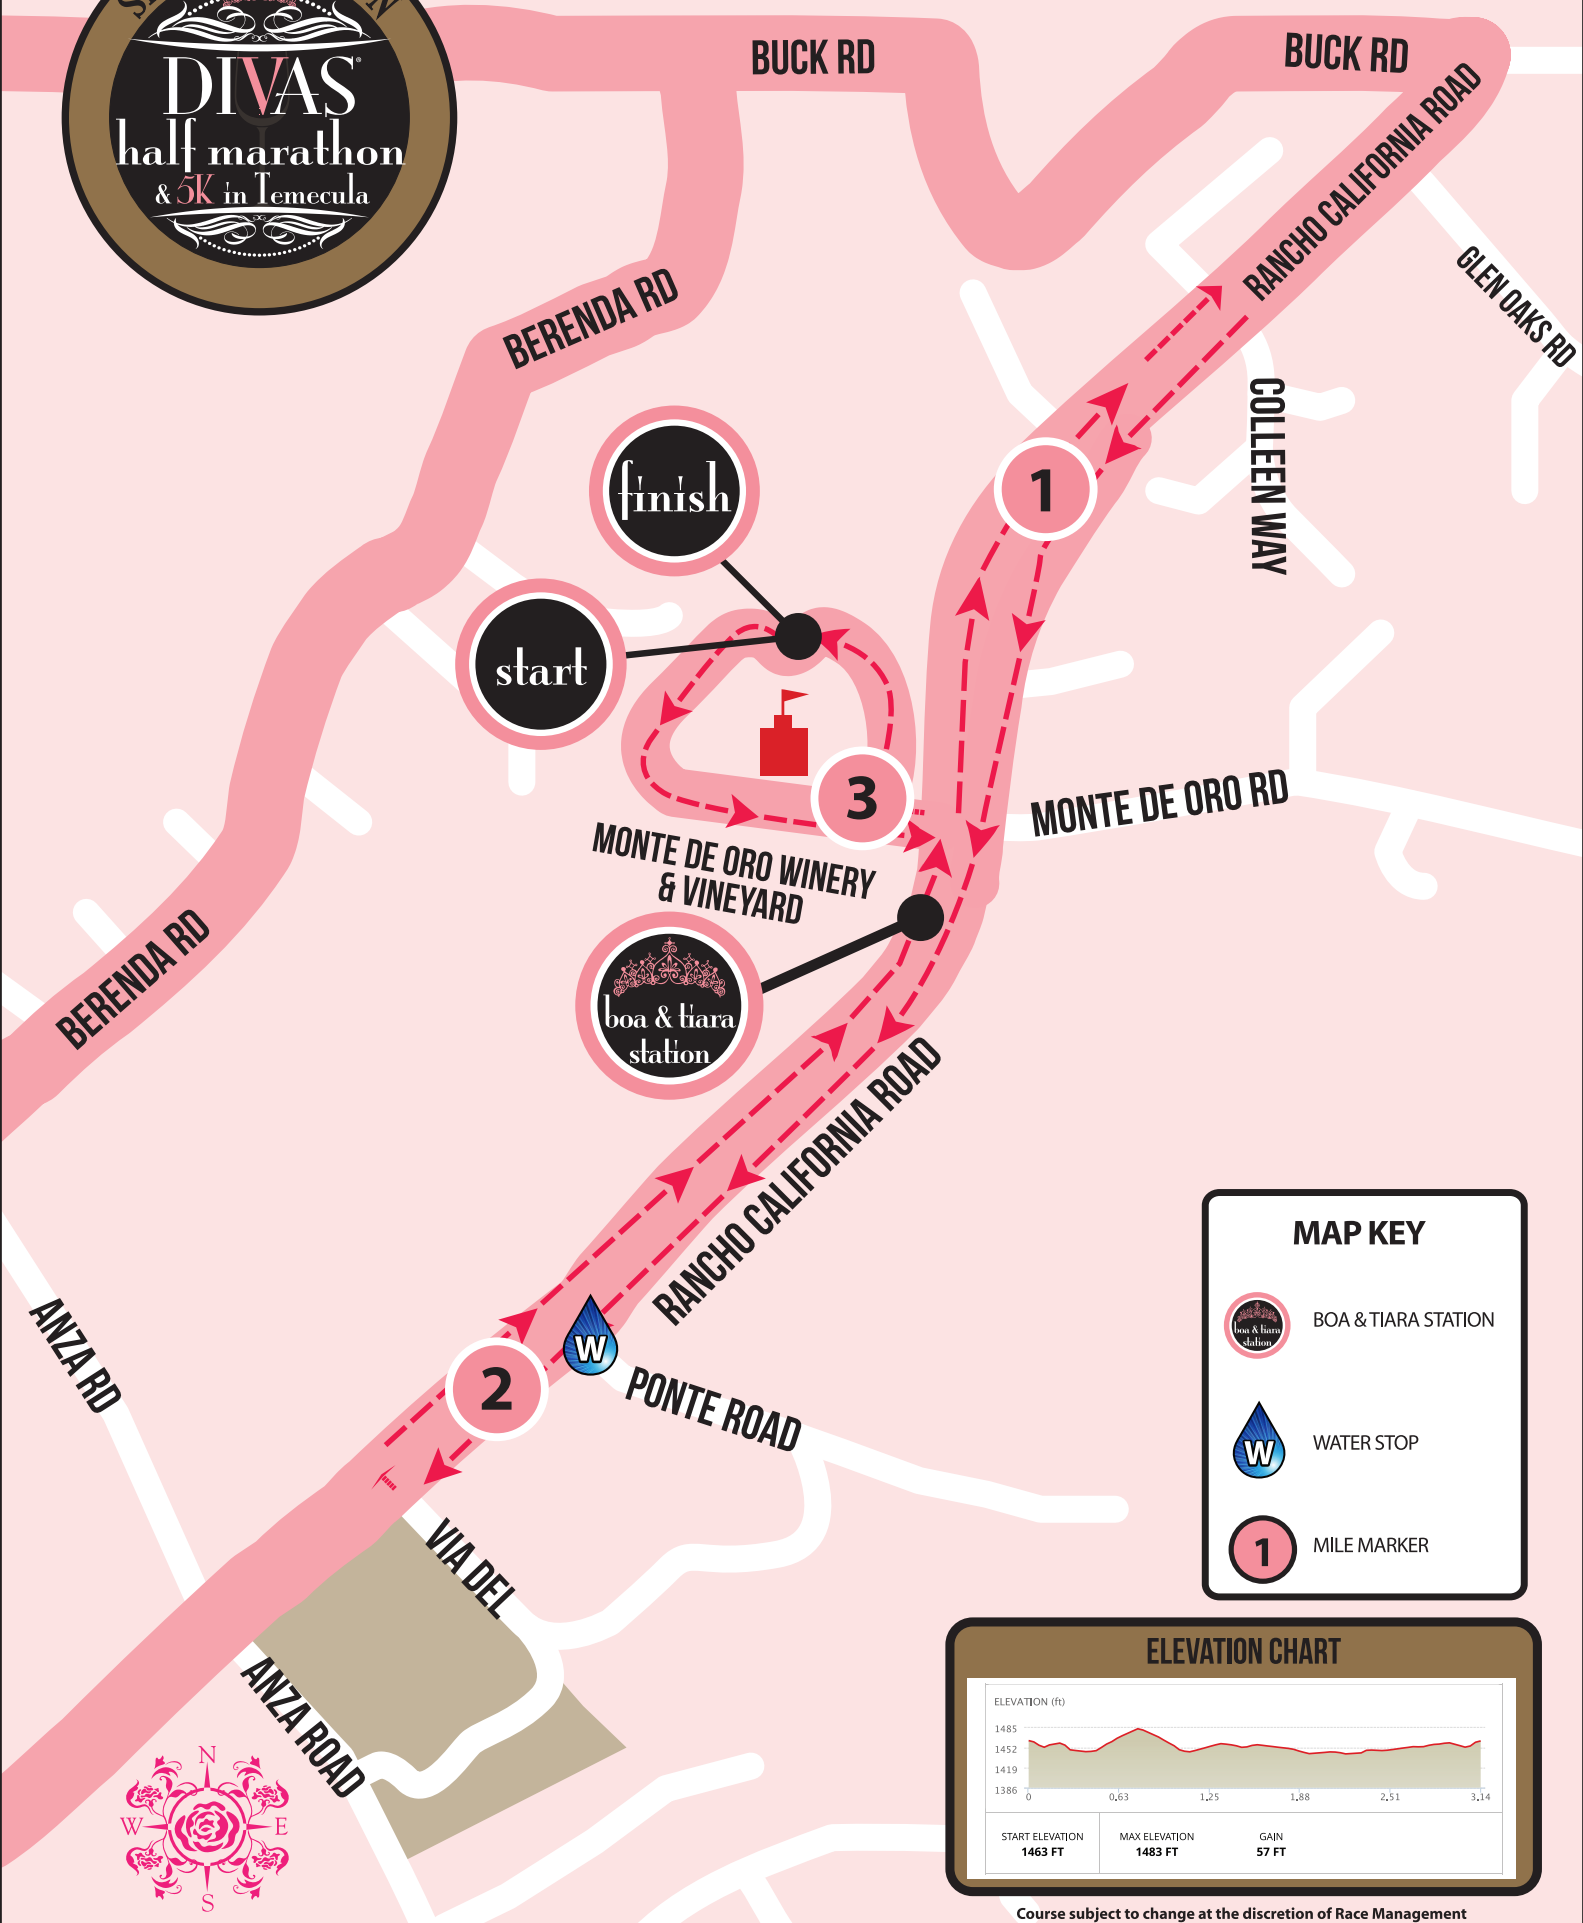 DIVAS
half marathon
& 5K in Temecula
BUCK RD
BUCK RD
RANCHO CALIFORNIA ROAD
GLEN OAKS RD
BERENDA RD
COLLEEN WAY
finish
1
start
3
MONTE DE ORO RD
MONTE DE ORO WINERY
& VINEYARD
BERENDA RD
boa & tiara
station
RANCHO CALIFORNIA ROAD
W
2
PONTE ROAD
ANZA RD
VIA DEL
ANZA ROAD
N
W
E
S
MAP KEY
boa & tiara
station
BOA & TIARA STATION
W
WATER STOP
1
MILE MARKER
ELEVATION CHART
ELEVATION (ft)
1485
1452
1419
1386
0 0.63 1.25 1.88 2.51 3.14
START ELEVATION MAX ELEVATION GAIN
1463 FT 1483 FT 57 FT
Course subject to change at the discretion of Race Management